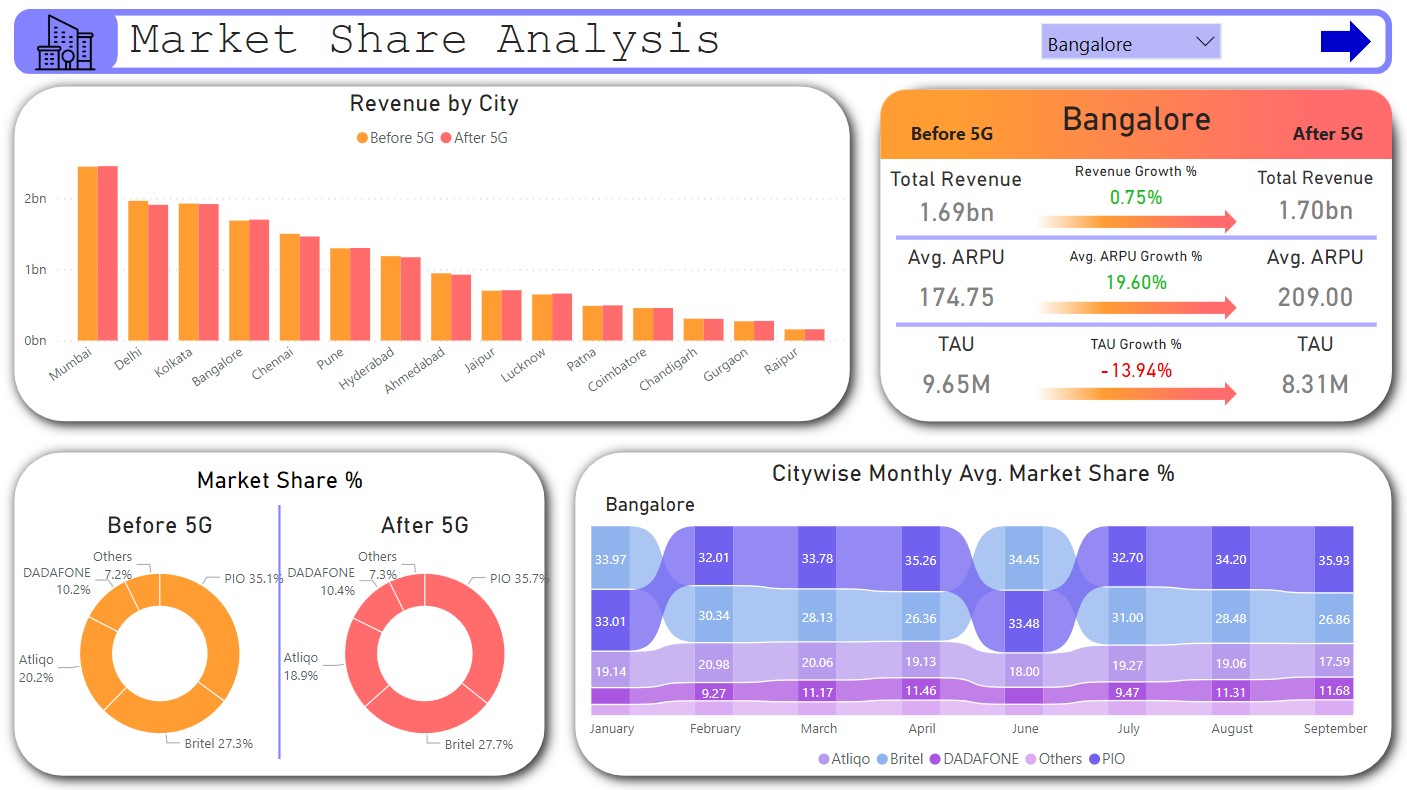 Market Share Analysis
Bangalore
Revenue by City
Before 5G After 5G
2bn
1bn
0bn
Mumbai Delhi Kolkata Bangalore Chennai Pune Hyderabad Ahmedabad Jaipur Lucknow Patna Coimbatore Chandigarh Gurgaon Raipur
Bangalore
Before 5G After 5G
Total Revenue Revenue Growth % Total Revenue
1.69bn 0.75% 1.70bn
Avg. ARPU Avg. ARPU Growth % Avg. ARPU
174.75 19.60% 209.00
TAU TAU Growth % TAU
9.65M -13.94% 8.31M
Market Share %
Before 5G
Others
7.2%
DADAFONE
10.2%
PIO 35.1%
Atliqo
20.2%
Britel 27.3%
After 5G
Others
7.3%
DADAFONE
10.4%
PIO 35.7%
Atliqo
18.9%
Britel 27.7%
Citywise Monthly Avg. Market Share %
Bangalore
33.97 32.01 33.78 35.26 34.45 32.70 34.20 35.93
33.01 30.34 28.13 26.36 33.48 31.00 28.48 26.86
19.14 20.98 20.06 19.13 18.00 19.27 19.06 17.59
9.27 11.17 11.46 9.47 11.31 11.68
January February March April June July August September
Atliqo Britel DADAFONE Others PIO